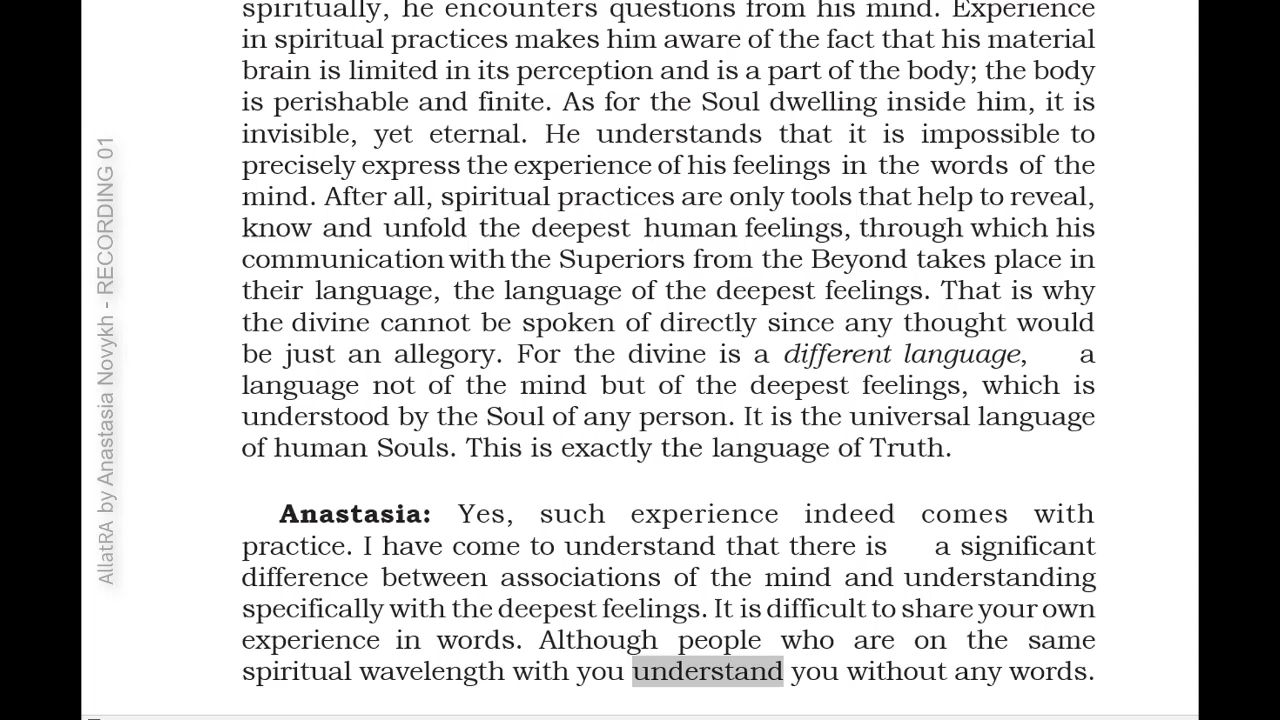 spiritually, he encounters questions from his mind. Experience
in spiritual practices makes him aware of the fact that his material
brain is limited in its perception and is a part of the body; the body
is perishable and finite. As for the Soul dwelling inside him, it is
invisible, yet eternal. He understands that it is impossible to
precisely express the experience of his feelings in the words of the
mind. After all, spiritual practices are only tools that help to reveal,
know and unfold the deepest human feelings, through which his
communication with the Superiors from the Beyond takes place in
their language, the language of the deepest feelings. That is why
the divine cannot be spoken of directly since any thought would
be just an allegory. For the divine is a different language, a
language not of the mind but of the deepest feelings, which is
understood by the Soul of any person. It is the universal language
of human Souls. This is exactly the language of Truth.
Anastasia: Yes, such experience indeed comes with
practice. I have come to understand that there is a significant
difference between associations of the mind and understanding
specifically with the deepest feelings. It is difficult to share your own
experience in words. Although people who are on the same
spiritual wavelength with you understand you without any words.
AllatRA by Anastasia Novykh - RECORDING 01